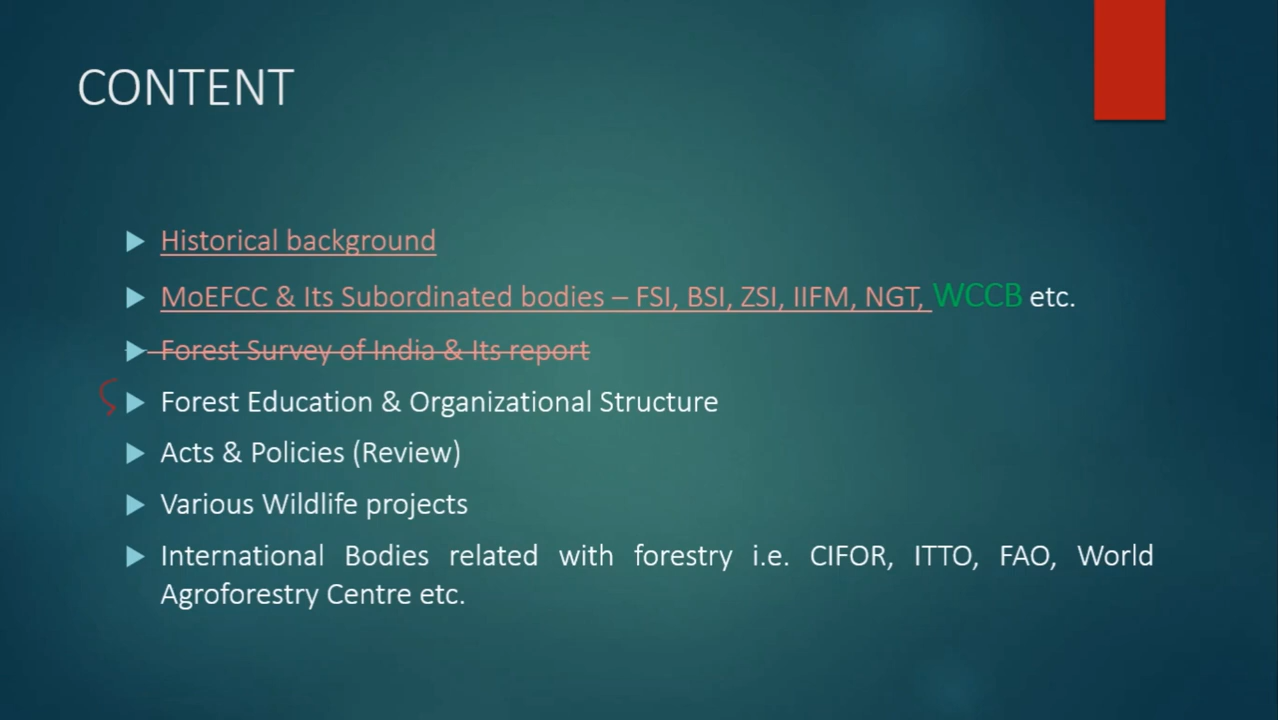 CONTENT
Historical background
MoEFCC & Its Subordinated bodies – FSI, BSI, ZSI, IIFM, NGT, WCCB etc.
Forest Survey of India & Its report
Forest Education & Organizational Structure
Acts & Policies (Review)
Various Wildlife projects
International Bodies related with forestry i.e. CIFOR, ITTO, FAO, World
Agroforestry Centre etc.